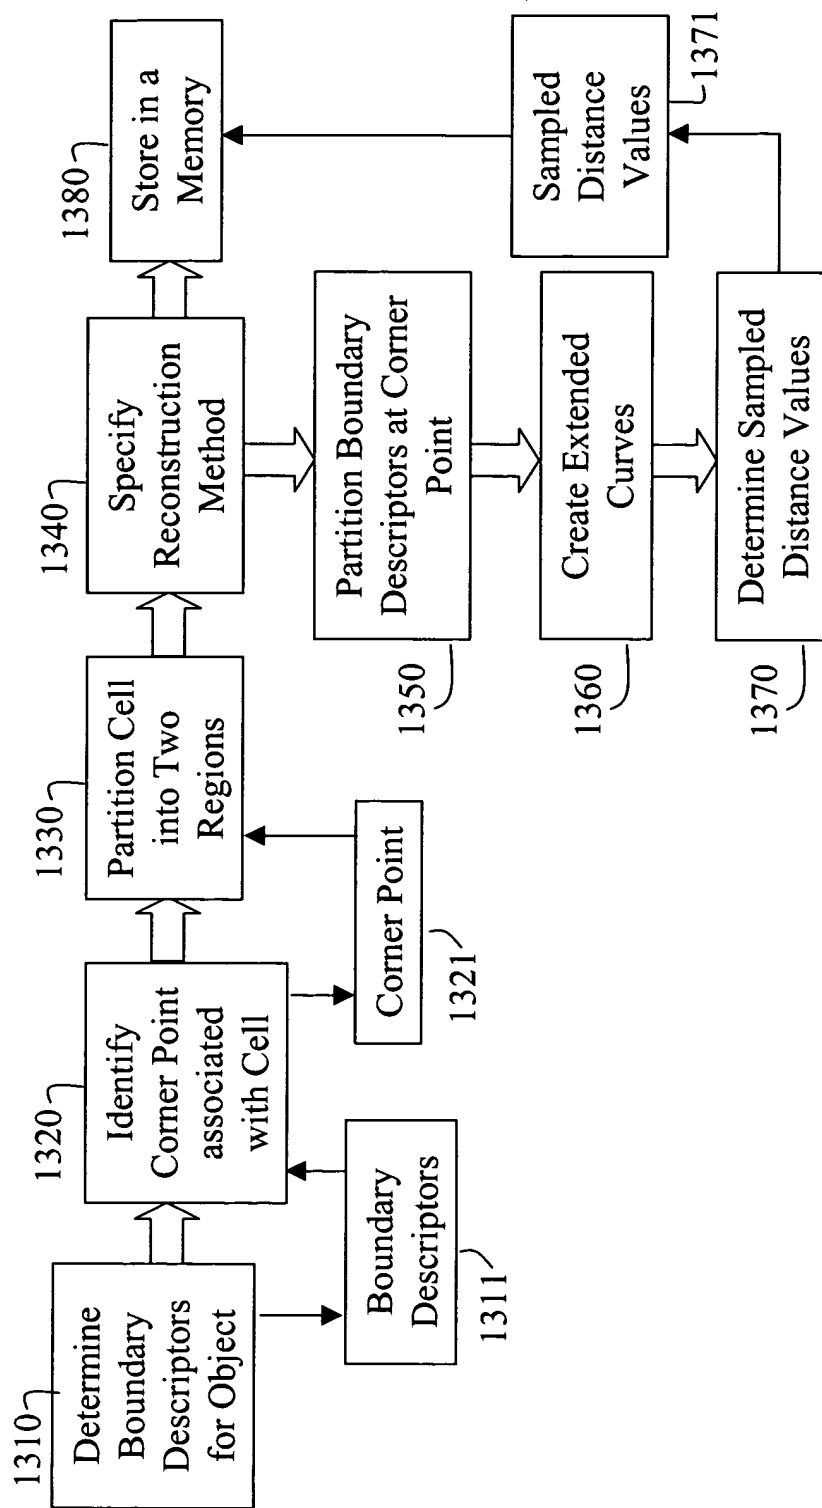 1310
Determine
Boundary
Descriptors
for Object
Boundary
Descriptors
1311
1320
Identify
Corner Point
associated
with Cell
Corner Point
1321
1330
Partition Cell
into Two
Regions
1340
Specify
Reconstruction
Method
1380
Store in a
Memory
Partition Boundary
Descriptors at Corner
Point
1350
Create Extended
Curves
1360
Determine Sampled
Distance Values
1370
Sampled
Distance
Values
1371